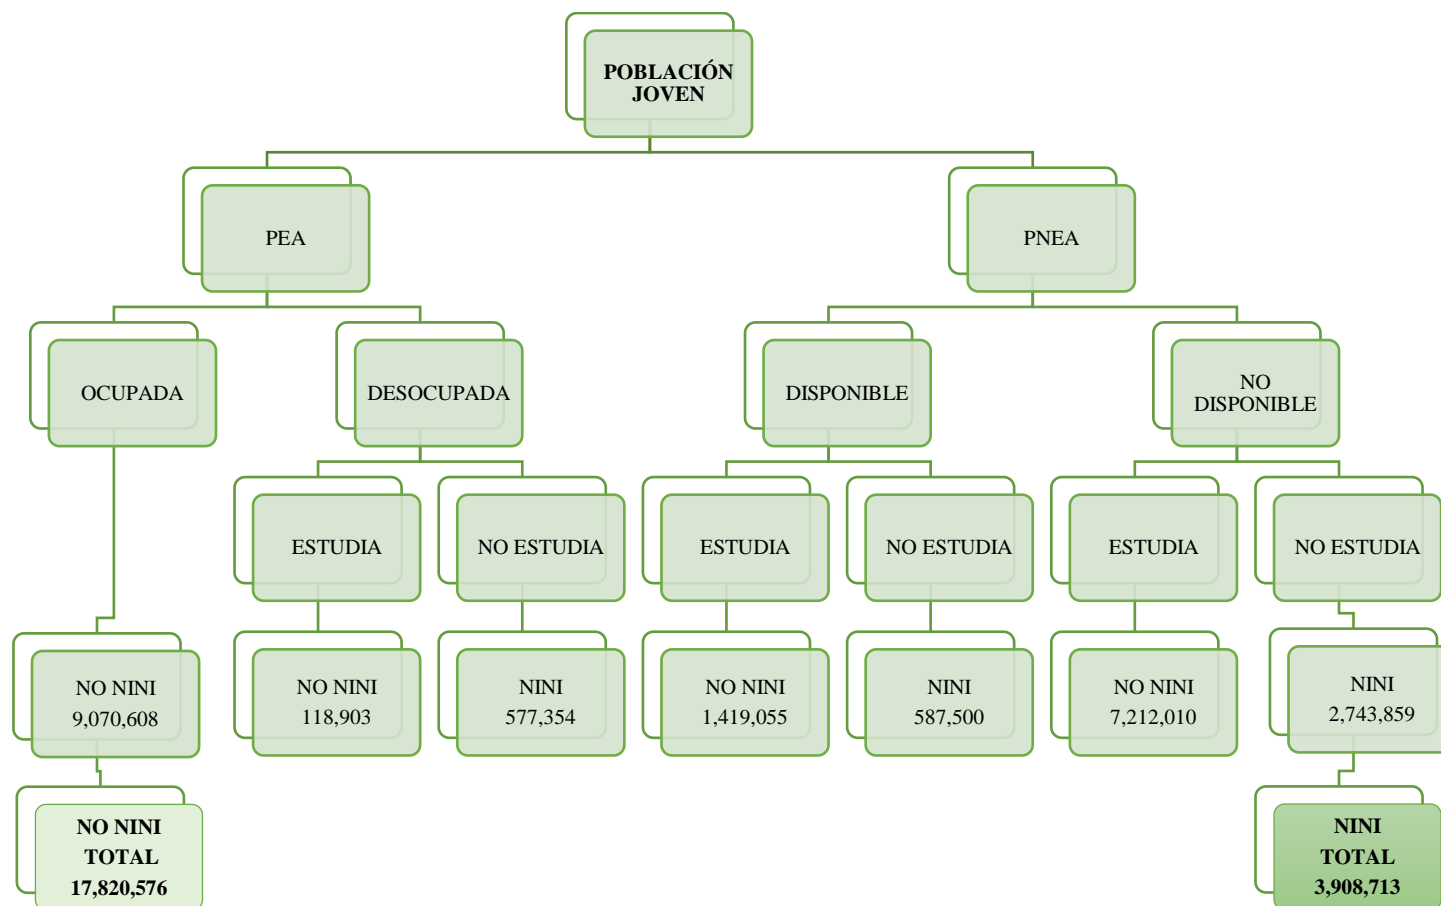 POBLACIÓN
JOVEN
PEA
PNEA
OCUPADA
DESOCUPADA
DISPONIBLE
NO
DISPONIBLE
ESTUDIA
NO ESTUDIA
ESTUDIA
NO ESTUDIA
ESTUDIA
NO ESTUDIA
NO NINI
9,070,608
NO NINI
118,903
NINI
577,354
NO NINI
1,419,055
NINI
587,500
NO NINI
7,212,010
NINI
2,743,859
NO NINI
TOTAL
17,820,576
NINI
TOTAL
3,908,713